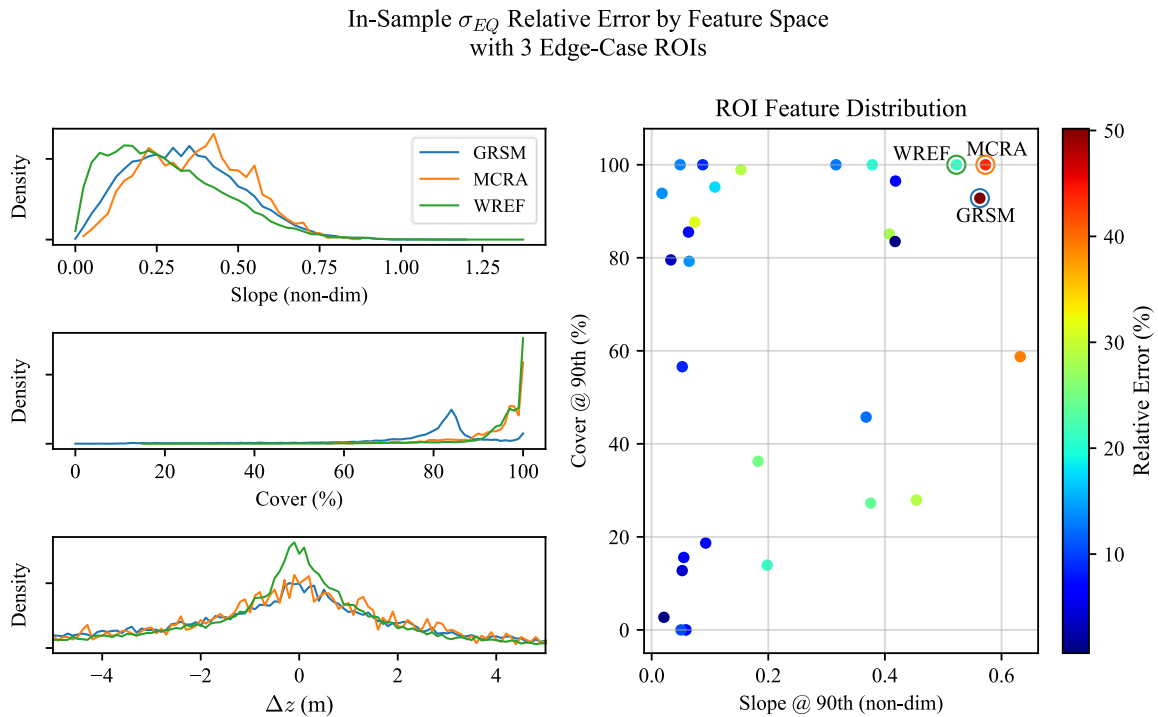 In-Sample σ_EQ Relative Error by Feature Space
with 3 Edge-Case ROIs
Density
GRSM
MCRA
WREF
0.00 0.25 0.50 0.75 1.00 1.25
Slope (non-dim)
Density
0 20 40 60 80 100
Cover (%)
Density
−4 −2 0 2 4
Δz (m)
ROI Feature Distribution
Cover @ 90th (%)
100
80
60
40
20
0
WREF MCRA
GRSM
0.0 0.2 0.4 0.6
Slope @ 90th (non-dim)
50
40
30
20
10
Relative Error (%)